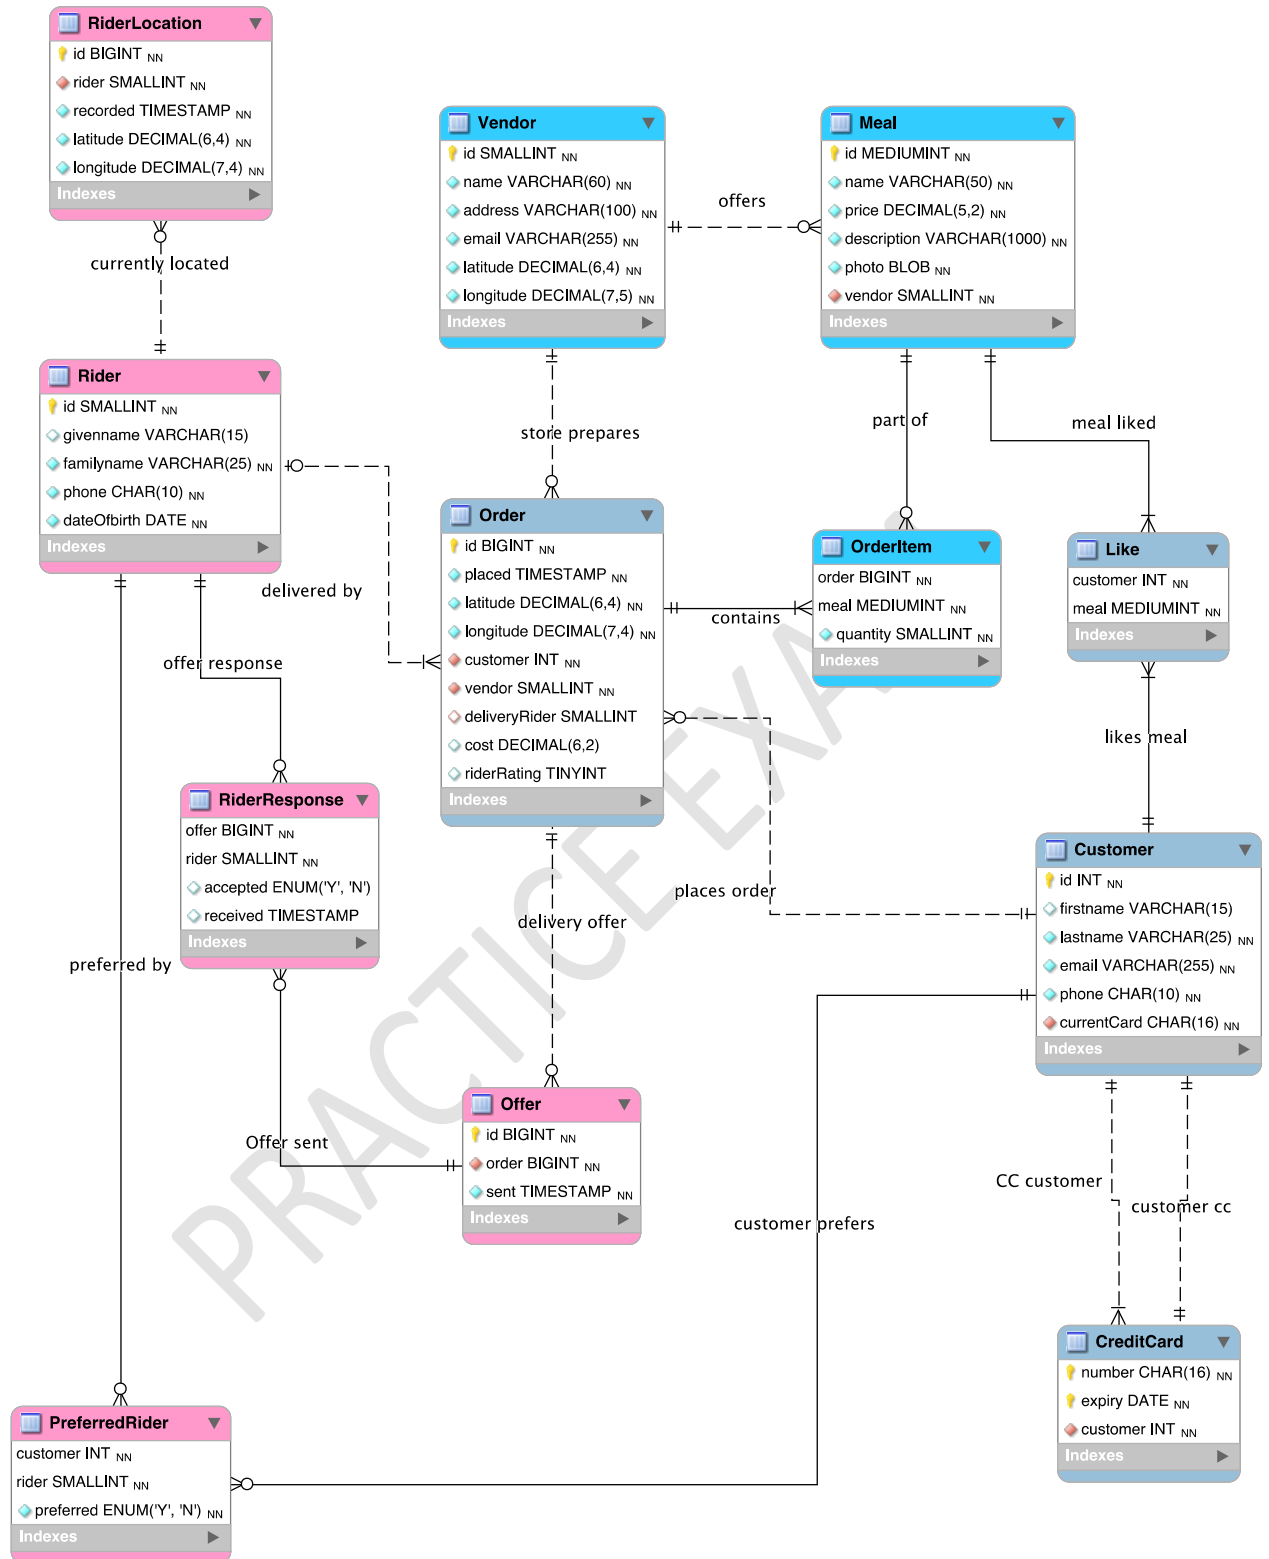 RiderLocation
id BIGINT NN
rider SMALLINT NN
recorded TIMESTAMP NN
latitude DECIMAL(6,4) NN
longitude DECIMAL(7,4) NN
Indexes
currently located
Rider
id SMALLINT NN
givenname VARCHAR(15)
familyname VARCHAR(25) NN
phone CHAR(10) NN
dateOfbirth DATE NN
Indexes
Vendor
id SMALLINT NN
name VARCHAR(60) NN
address VARCHAR(100) NN
email VARCHAR(255) NN
latitude DECIMAL(6,4) NN
longitude DECIMAL(7,5) NN
Indexes
offers
Meal
id MEDIUMINT NN
name VARCHAR(50) NN
price DECIMAL(5,2) NN
description VARCHAR(1000) NN
photo BLOB NN
vendor SMALLINT NN
Indexes
store prepares
part of
meal liked
delivered by
Order
id BIGINT NN
placed TIMESTAMP NN
latitude DECIMAL(6,4) NN
longitude DECIMAL(7,4) NN
customer INT NN
vendor SMALLINT NN
deliveryRider SMALLINT
cost DECIMAL(6,2)
riderRating TINYINT
Indexes
contains
OrderItem
order BIGINT NN
meal MEDIUMINT NN
quantity SMALLINT NN
Indexes
Like
customer INT NN
meal MEDIUMINT NN
Indexes
offer response
likes meal
RiderResponse
offer BIGINT NN
rider SMALLINT NN
accepted ENUM('Y', 'N')
received TIMESTAMP
Indexes
places order
delivery offer
Customer
id INT NN
firstname VARCHAR(15)
lastname VARCHAR(25) NN
email VARCHAR(255) NN
phone CHAR(10) NN
currentCard CHAR(16) NN
Indexes
preferred by
Offer sent
Offer
id BIGINT NN
order BIGINT NN
sent TIMESTAMP NN
Indexes
CC customer
customer cc
customer prefers
CreditCard
number CHAR(16) NN
expiry DATE NN
customer INT NN
Indexes
PreferredRider
customer INT NN
rider SMALLINT NN
preferred ENUM('Y', 'N') NN
Indexes
PRACTICE EXA